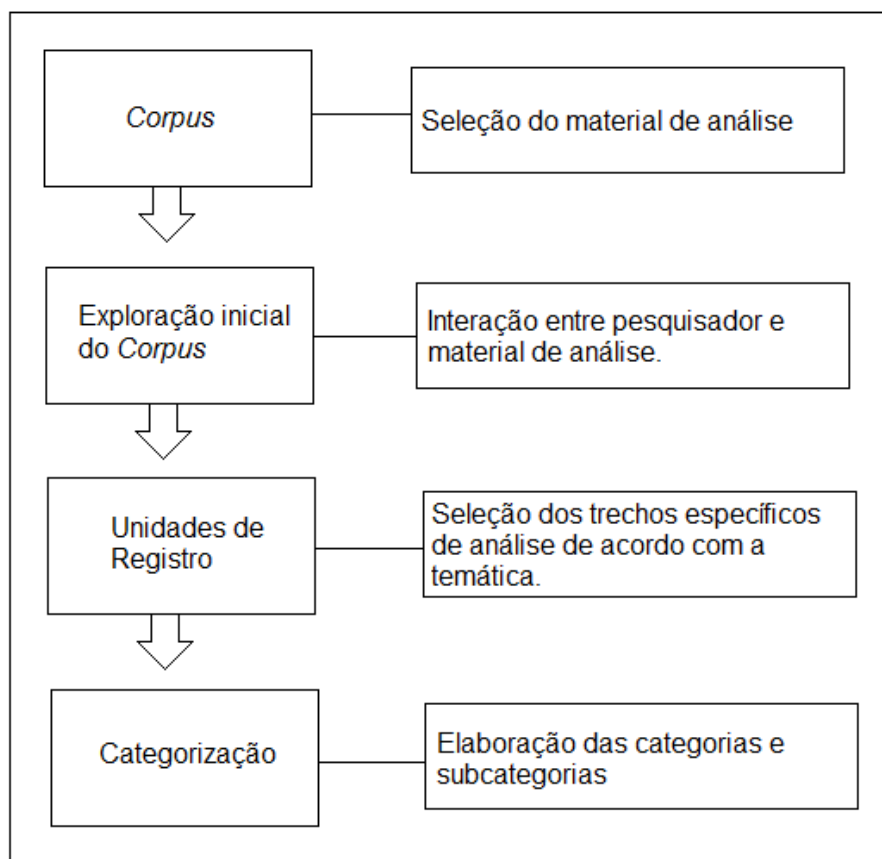 Corpus
Seleção do material de análise
Exploração inicial
do Corpus
Interação entre pesquisador e
material de análise.
Unidades de
Registro
Seleção dos trechos específicos
de análise de acordo com a
temática.
Categorização
Elaboração das categorias e
subcategorias